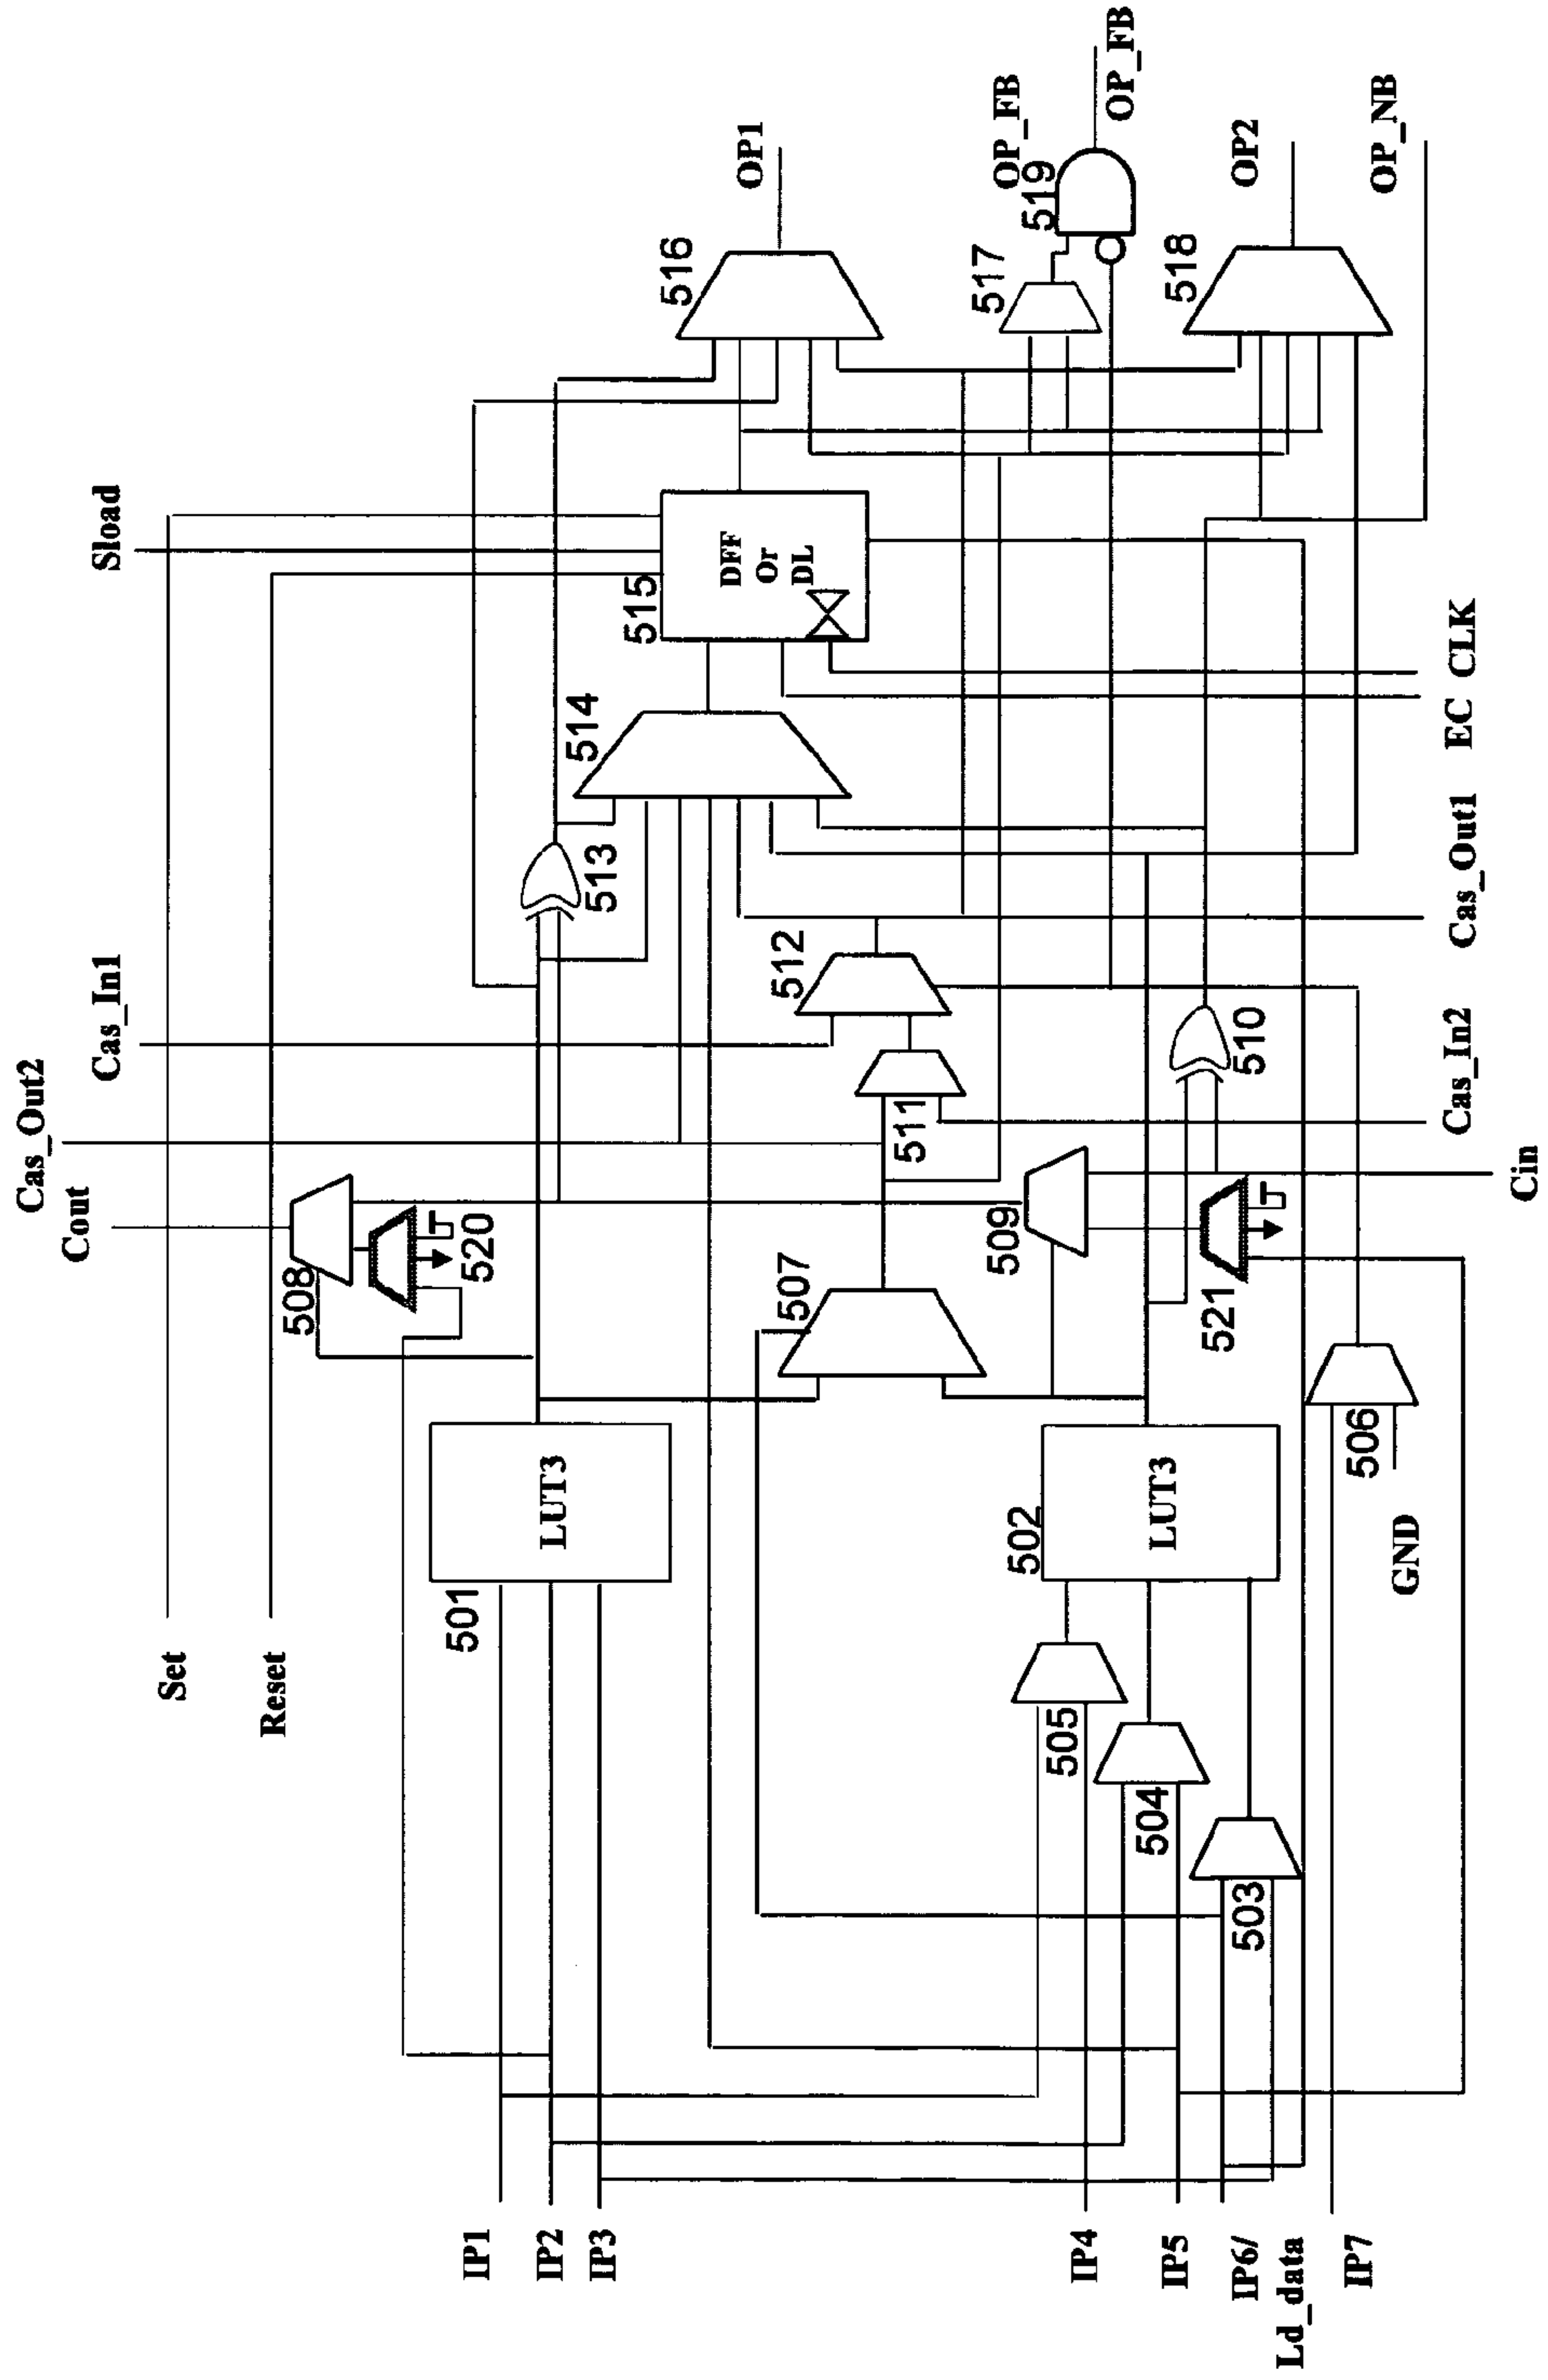 Set
Reset
Sload
Cas_In1
Cas_Out2
Cout
IP1
IP2
IP3
IP4
IP5
IP6/
Ld_data
IP7
GND
501
LUT3
502
LUT3
503
504
505
506
507
508
509
510
511
512
513
514
515
DFF
Or
DL
516
517
518
519
520
521
Cin
Cas_In2
Cas_Out1
EC
CLK
OP1
OP_FB
OP_FB
OP2
OP_NB